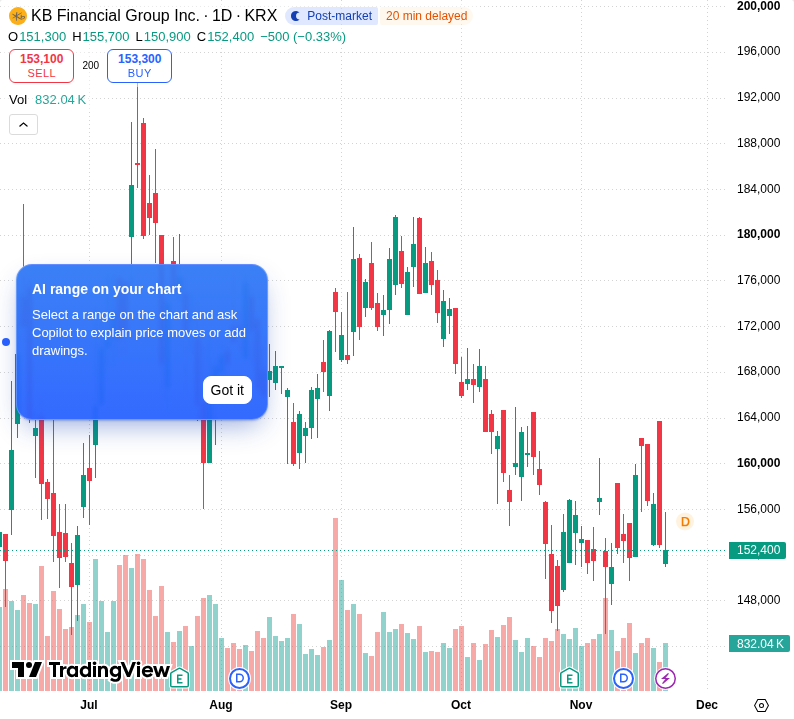 KB Financial Group Inc. · 1D · KRX Post-market 20 min delayed
O151,300 H155,700 L150,900 C152,400 −500 (−0.33%)
153,100 SELL
200
153,300 BUY
Vol 832.04 K
AI range on your chart
Select a range on the chart and ask
Copilot to explain price moves or add
drawings.
Got it
200,000
196,000
192,000
188,000
184,000
180,000
176,000
172,000
168,000
164,000
160,000
156,000
152,400
148,000
832.04 K
D
TradingView
E
D
E
D
Jul Aug Sep Oct Nov Dec